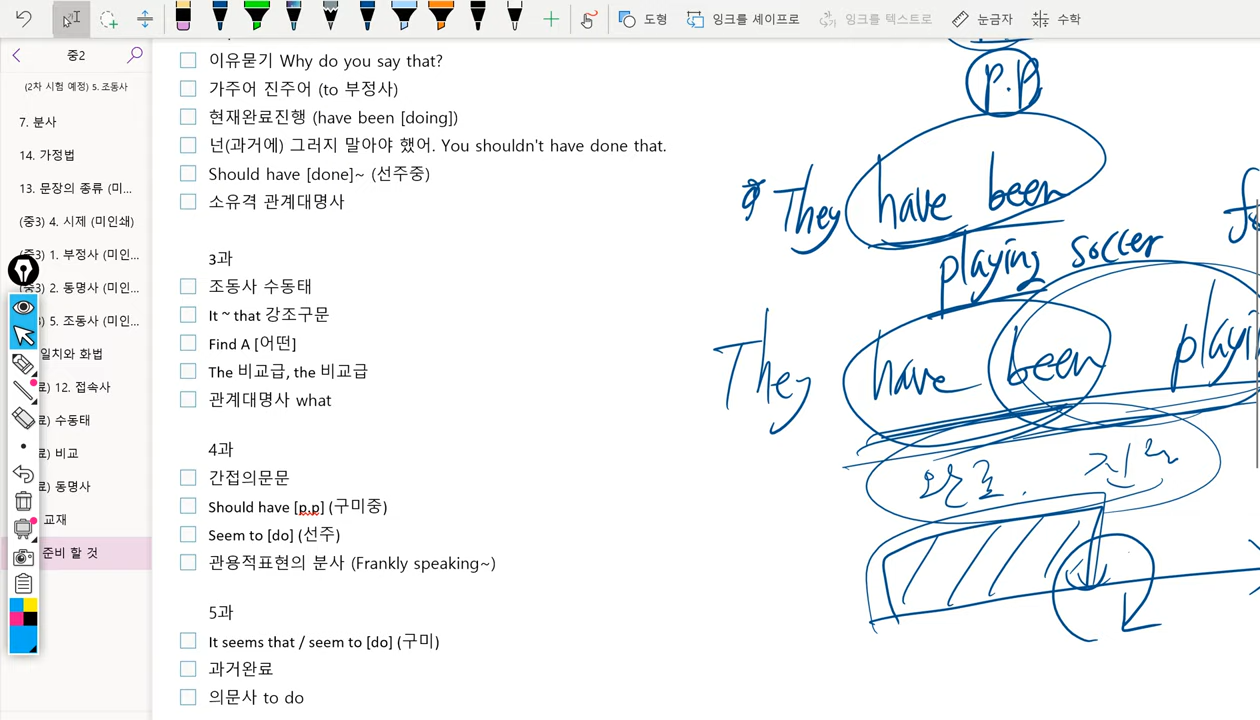 도형
잉크를 셰이프로
잉크를 텍스트로
눈금자
수학
중2
(2차 시험 예정) 5. 조동사
7. 분사
14. 가정법
13. 문장의 종류 (미...
(중3) 4. 시제 (미인쇄)
(중3) 1. 부정사 (미인...
) 2. 동명사 (미인...
) 5. 조동사 (미인...
일치와 화법
) 12. 접속사
) 수동태
) 비교
) 동명사
교재
준비 할 것
이유묻기 Why do you say that?
가주어 진주어 (to 부정사)
현재완료진행 (have been [doing])
넌(과거에) 그러지 말아야 했어. You shouldn't have done that.
Should have [done]~ (선주중)
소유격 관계대명사
3과
조동사 수동태
It ~ that 강조구문
Find A [어떤]
The 비교급, the 비교급
관계대명사 what
4과
간접의문문
Should have [p.p] (구미중)
Seem to [do] (선주)
관용적표현의 분사 (Frankly speaking~)
5과
It seems that / seem to [do] (구미)
과거완료
의문사 to do
p.p.
They have been
playing soccer
They have been playi
완료. 진행